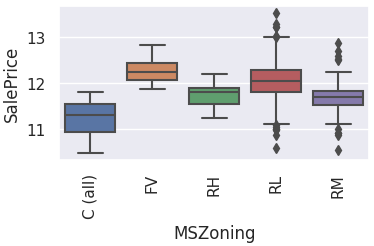 SalePrice
13
12
11
C (all)
FV
RH
RL
RM
MSZoning